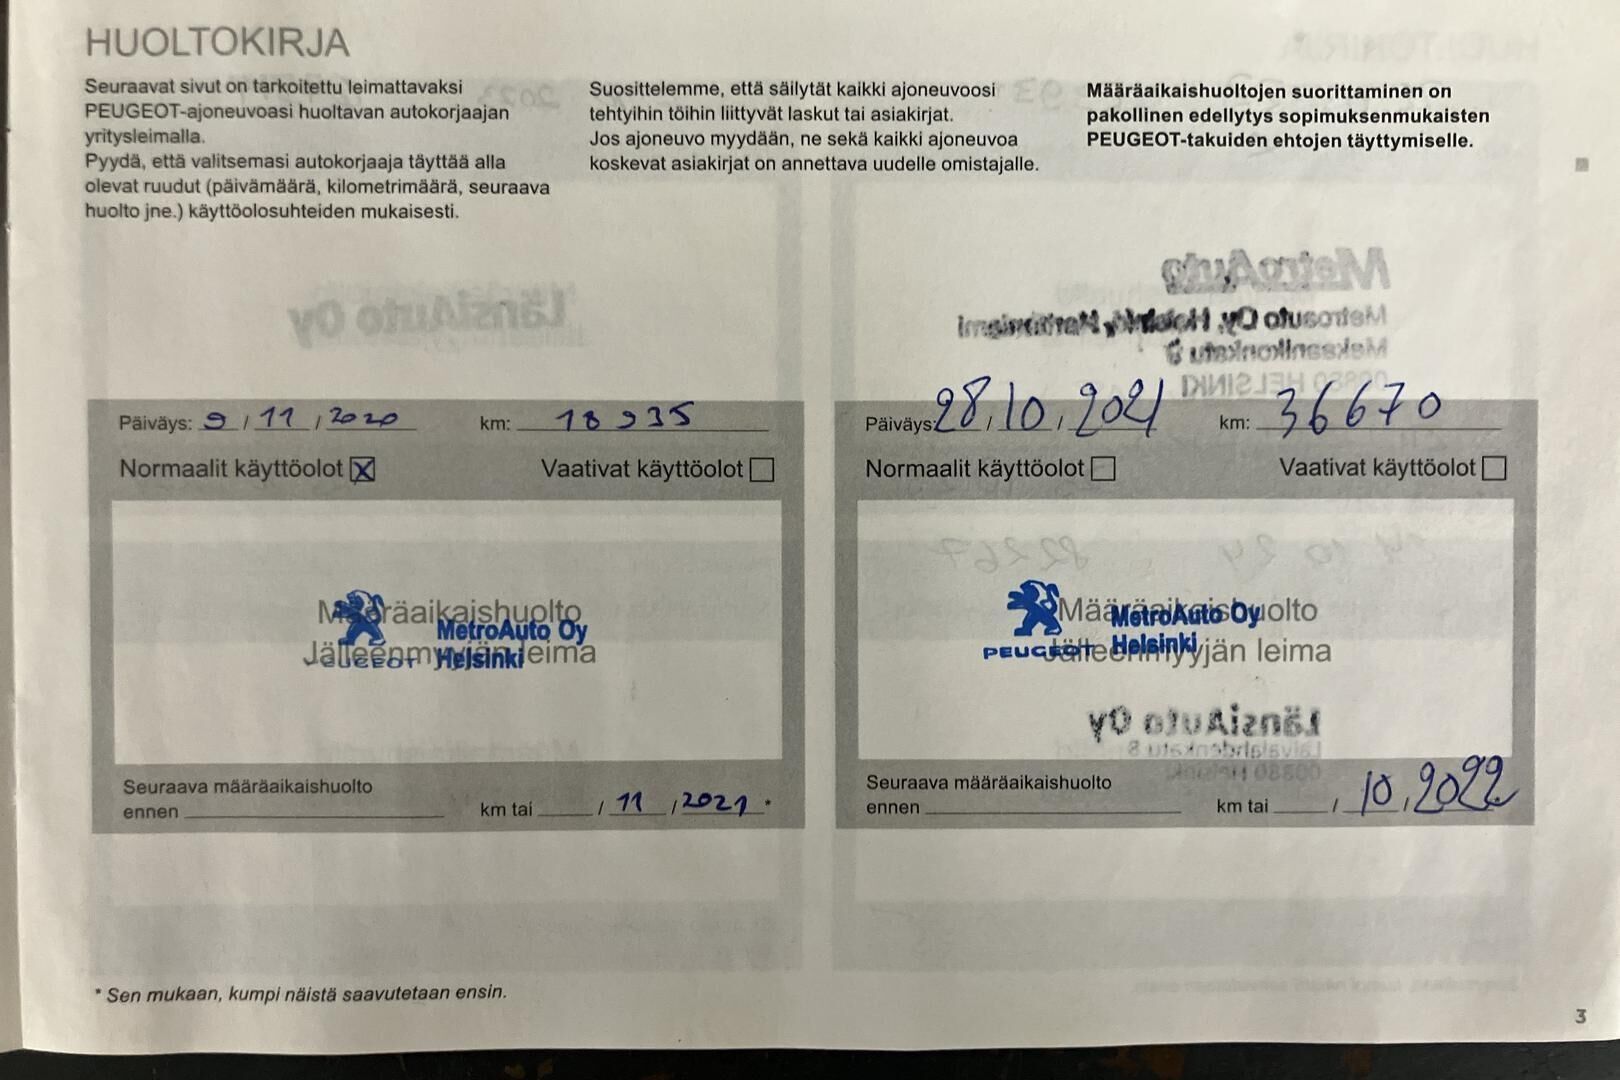 HUOLTOKIRJA
Seuraavat sivut on tarkoitettu leimattavaksi
PEUGEOT-ajoneuvoasi huoltavan autokorjaajan
yritysleimalla.
Pyydä, että valitsemasi autokorjaaja täyttää alla
olevat ruudut (päivämäärä, kilometrimäärä, seuraava
huolto jne.) käyttöolosuhteiden mukaisesti.
Suosittelemme, että säilytät kaikki ajoneuvoosi
tehtyihin töihin liittyvät laskut tai asiakirjat.
Jos ajoneuvo myydään, ne sekä kaikki ajoneuvoa
koskevat asiakirjat on annettava uudelle omistajalle.
Määräaikaishuoltojen suorittaminen on
pakollinen edellytys sopimuksenmukaisten
PEUGEOT-takuiden ehtojen täyttymiselle.
Päiväys: 9 / 11 / 2020 km: 18935
Normaalit käyttöolot X Vaativat käyttöolot
Määräaikaishuolto
Jälleenmyyjän leima
PEUGEOT
MetroAuto Oy
Helsinki
Seuraava määräaikaishuolto
ennen km tai / 11 / 2021 *
Päiväys: 28 / 10 / 2021 km: 36670
Normaalit käyttöolot Vaativat käyttöolot
Määräaikaishuolto
Jälleenmyyjän leima
PEUGEOT
MetroAuto Oy
Helsinki
Seuraava määräaikaishuolto
ennen km tai / 10 / 2022
* Sen mukaan, kumpi näistä saavutetaan ensin.
3